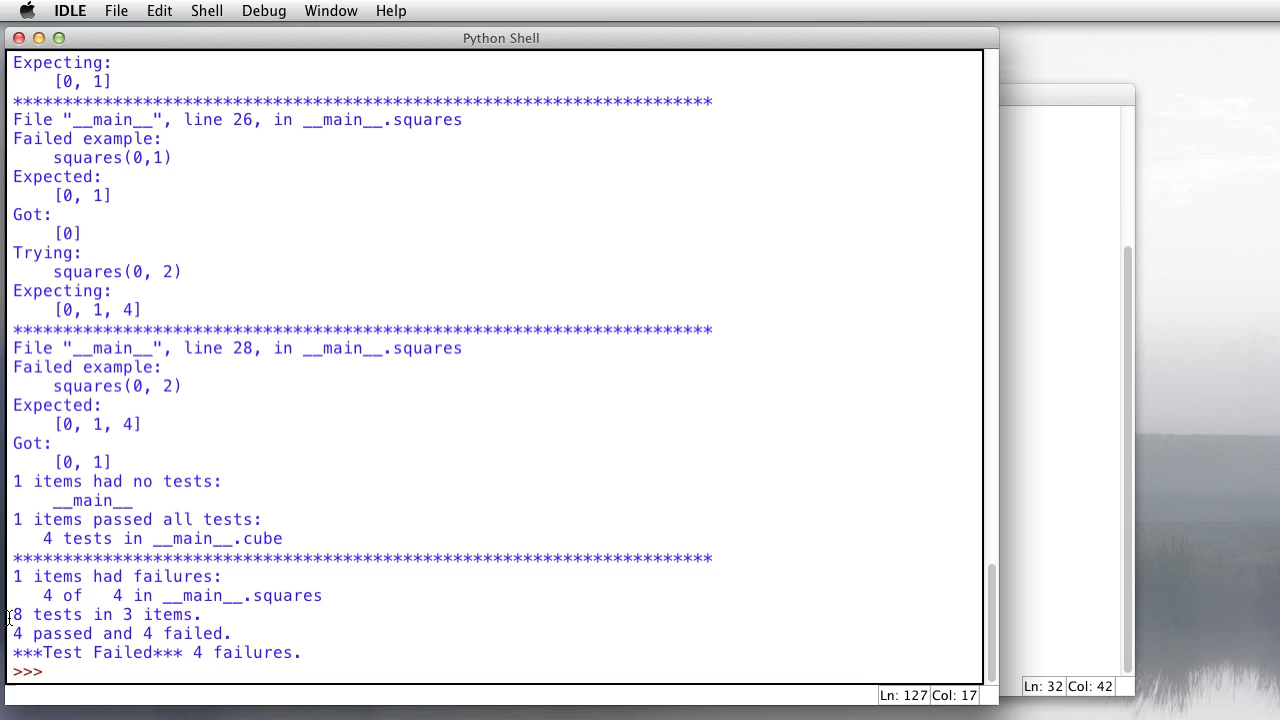 IDLE File Edit Shell Debug Window Help
Python Shell
Expecting:
[0, 1]
**********************************************************************
File "__main__", line 26, in __main__.squares
Failed example:
squares(0,1)
Expected:
[0, 1]
Got:
[0]
Trying:
squares(0, 2)
Expecting:
[0, 1, 4]
**********************************************************************
File "__main__", line 28, in __main__.squares
Failed example:
squares(0, 2)
Expected:
[0, 1, 4]
Got:
[0, 1]
1 items had no tests:
__main__
1 items passed all tests:
4 tests in __main__.cube
**********************************************************************
1 items had failures:
4 of   4 in __main__.squares
8 tests in 3 items.
4 passed and 4 failed.
***Test Failed*** 4 failures.
>>>
Ln: 127 Col: 17
Ln: 32 Col: 42